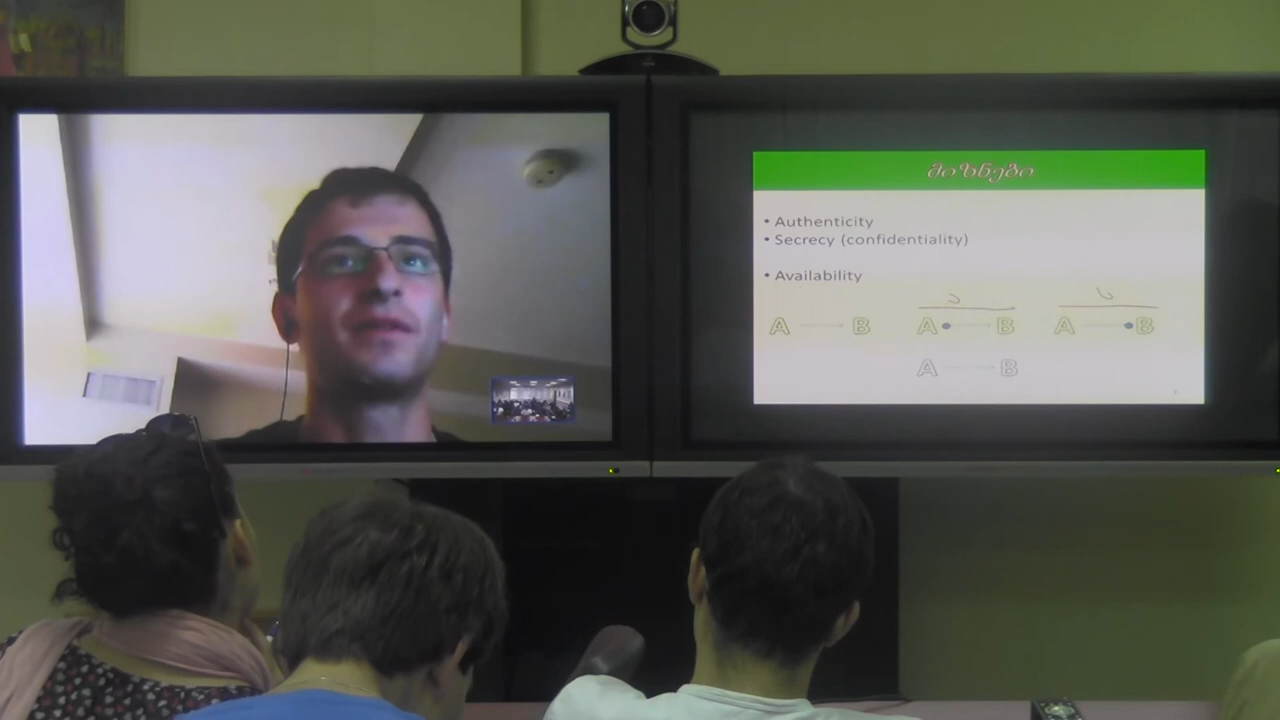 მიზნები
• Authenticity
• Secrecy (confidentiality)
• Availability
A B A B A B
A B